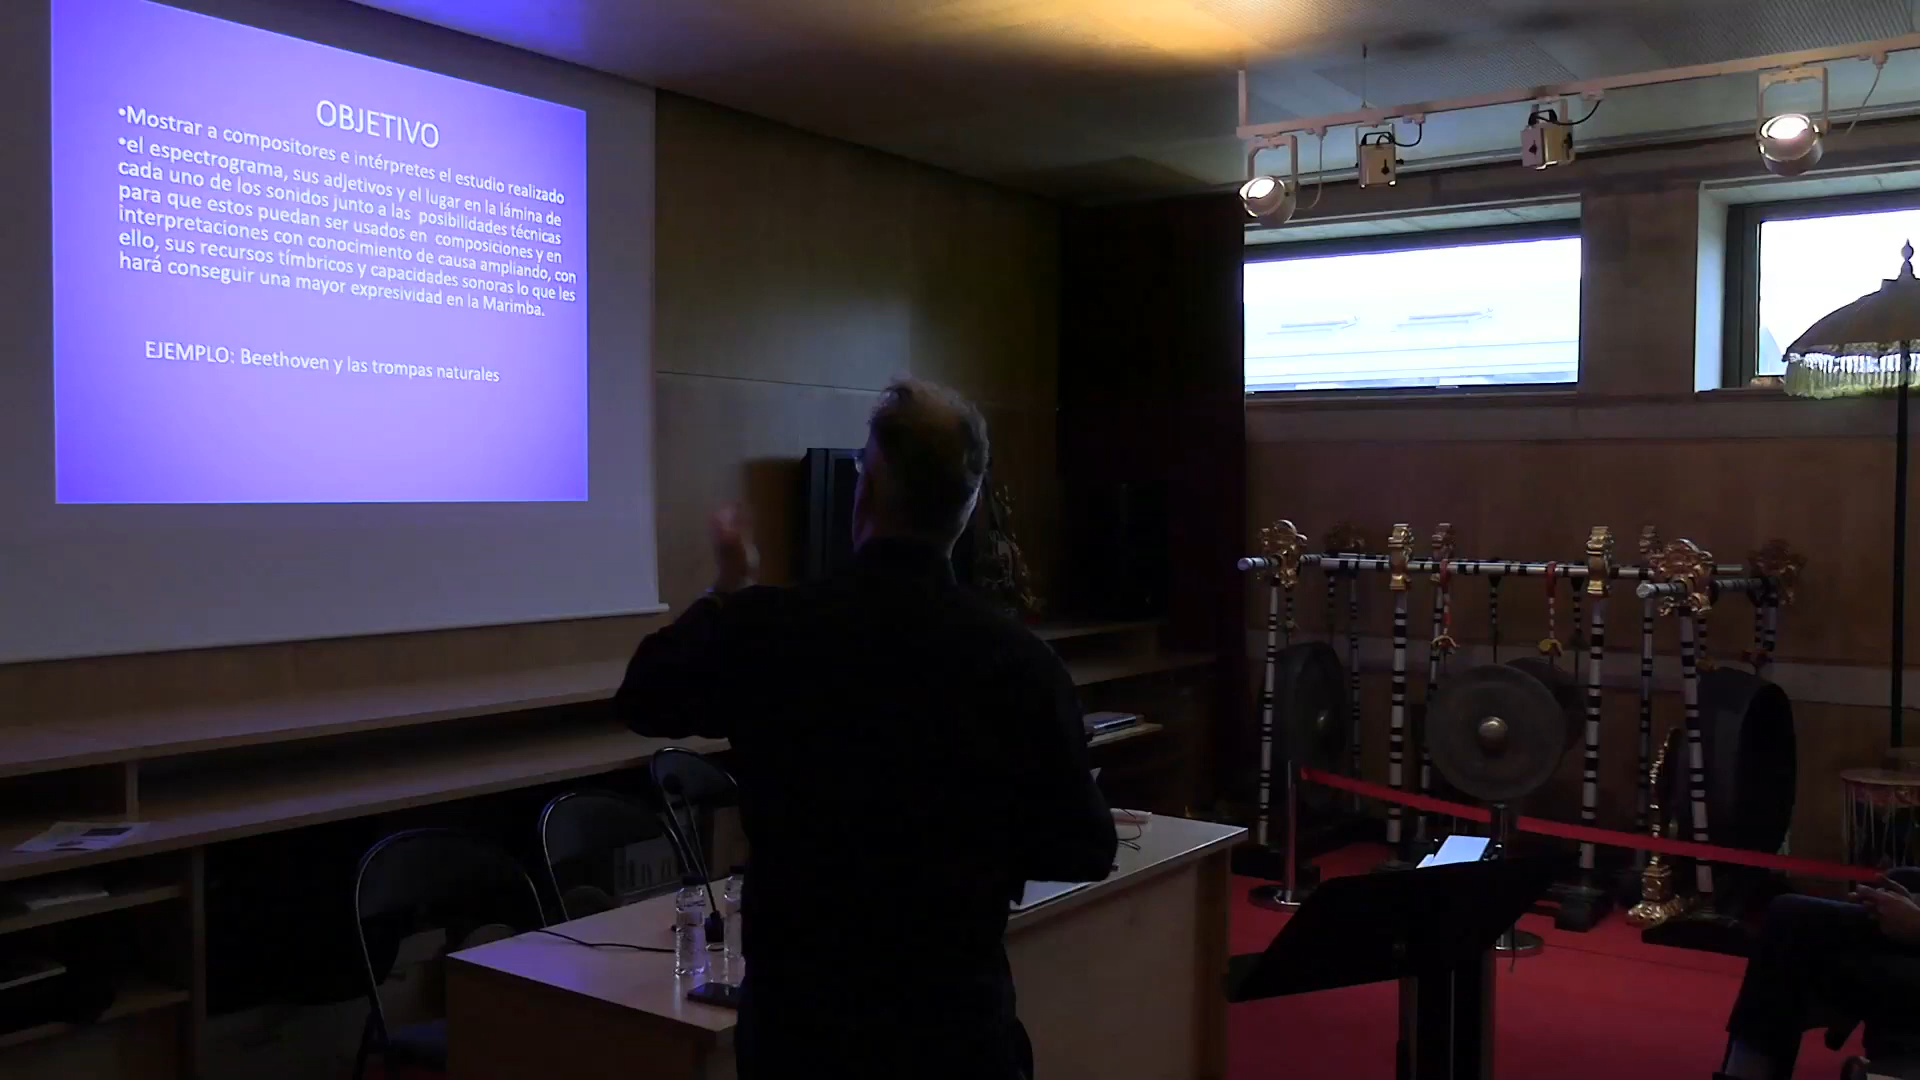 OBJETIVO
•Mostrar a compositores e intérpretes el estudio realizado
•el espectrograma, sus adjetivos y el lugar en la lámina de
cada uno de los sonidos junto a las posibilidades técnicas
para que estos puedan ser usados en composiciones y en
interpretaciones con conocimiento de causa ampliando, con
ello, sus recursos tímbricos y capacidades sonoras lo que les
hará conseguir una mayor expresividad en la Marimba.
EJEMPLO: Beethoven y las trompas naturales